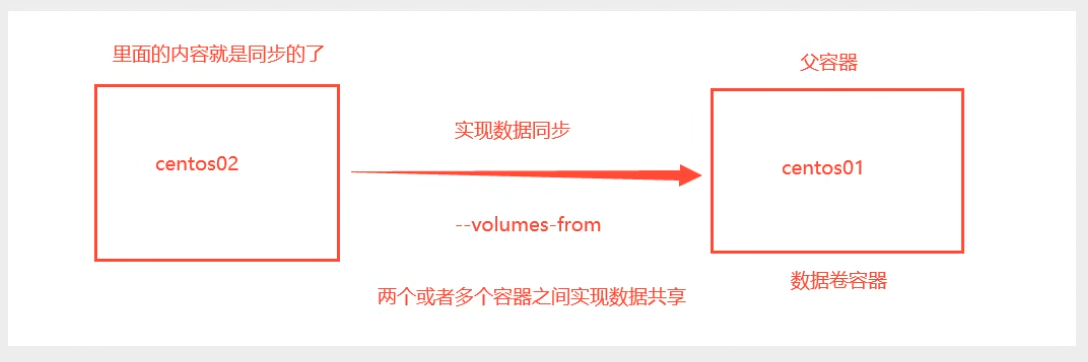 里面的内容就是同步的了
父容器
实现数据同步
centos02
centos01
--volumes-from
数据卷容器
两个或者多个容器之间实现数据共享